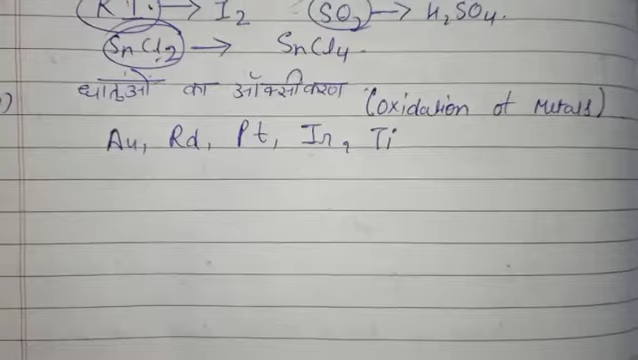 KI. → I2 SO2 → H2SO4.
SnCl2 → SnCl4.
धातुओं का ऑक्सीकरण (Oxidation of Metals)
Au, Rd, Pt, Ir, Ti